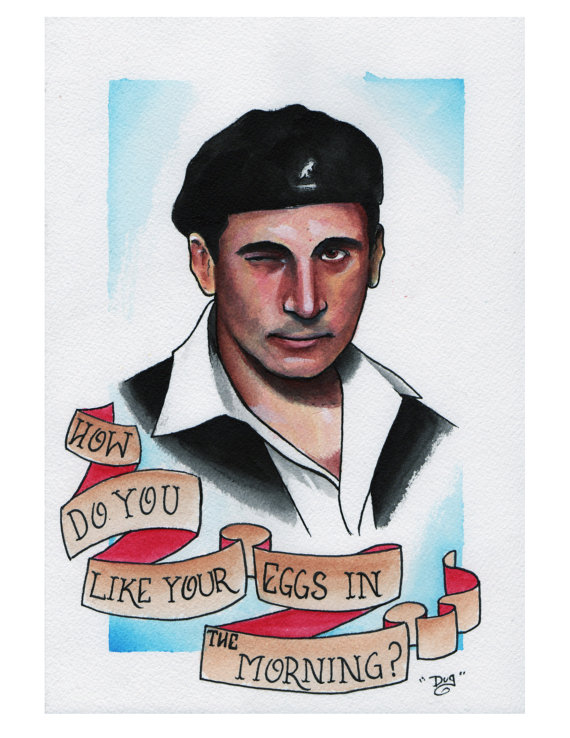 HOW
DO YOU
LIKE YOUR EGGS IN
THE
MORNING?
"Dug"